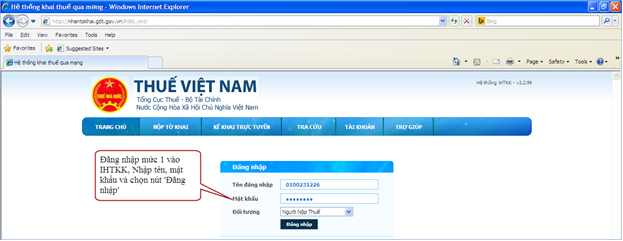 Hệ thống khai thuế qua mạng - Windows Internet Explorer
http://nhantokhai.gdt.gov.vn/ihtkk_nnt/
Bing
File Edit View Favorites Tools Help
Favorites Suggested Sites
Hệ thống khai thuế qua mạng
Page Safety Tools
Hệ thống iHTKK - v2.2.99
THUẾ NHÀ NƯỚC
THUẾ VIỆT NAM
Tổng Cục Thuế - Bộ Tài Chính
Nước Cộng Hòa Xã Hội Chủ Nghĩa Việt Nam
TRANG CHỦ NỘP TỜ KHAI KÊ KHAI TRỰC TUYẾN TRA CỨU TÀI KHOẢN TRỢ GIÚP
Đăng nhập mức 1 vào
IHTKK, Nhập tên, mật
khẩu và chọn nút 'Đăng
nhập'
Đăng nhập
Tên đăng nhập 0100231226
Mật khẩu ••••••••
Đối tượng Người Nộp Thuế
Đăng nhập